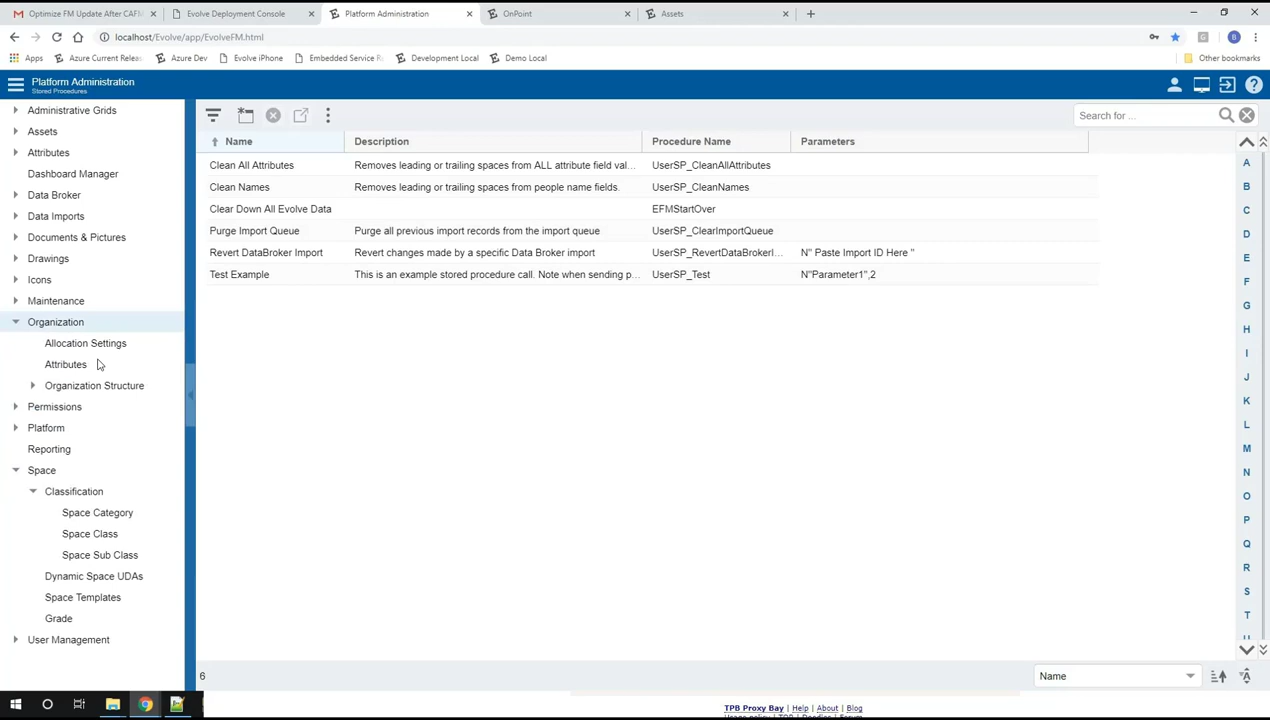 Optimize FM Update After CAFM
Evolve Deployment Console
Platform Administration
OnPoint
Assets
localhost/Evolve/app/EvolveFM.html
B
Apps
Azure Current Releas
Azure Dev
Evolve iPhone
Embedded Service R
Development Local
Demo Local
Other bookmarks
Platform Administration
Stored Procedures
Administrative Grids
Assets
Attributes
Dashboard Manager
Data Broker
Data Imports
Documents & Pictures
Drawings
Icons
Maintenance
Organization
Allocation Settings
Attributes
Organization Structure
Permissions
Platform
Reporting
Space
Classification
Space Category
Space Class
Space Sub Class
Dynamic Space UDAs
Space Templates
Grade
User Management
Search for ...
Name Description Procedure Name Parameters
Clean All Attributes Removes leading or trailing spaces from ALL attribute field val... UserSP_CleanAllAttributes
Clean Names Removes leading or trailing spaces from people name fields. UserSP_CleanNames
Clear Down All Evolve Data EFMStartOver
Purge Import Queue Purge all previous import records from the import queue UserSP_ClearImportQueue
Revert DataBroker Import Revert changes made by a specific Data Broker import UserSP_RevertDataBrokerI... N" Paste Import ID Here "
Test Example This is an example stored procedure call. Note when sending p... UserSP_Test N"Parameter1",2
A
B
C
D
E
F
G
H
I
J
K
L
M
N
O
P
Q
R
S
T
6
Name
TPB Proxy Bay | Help | About | Blog